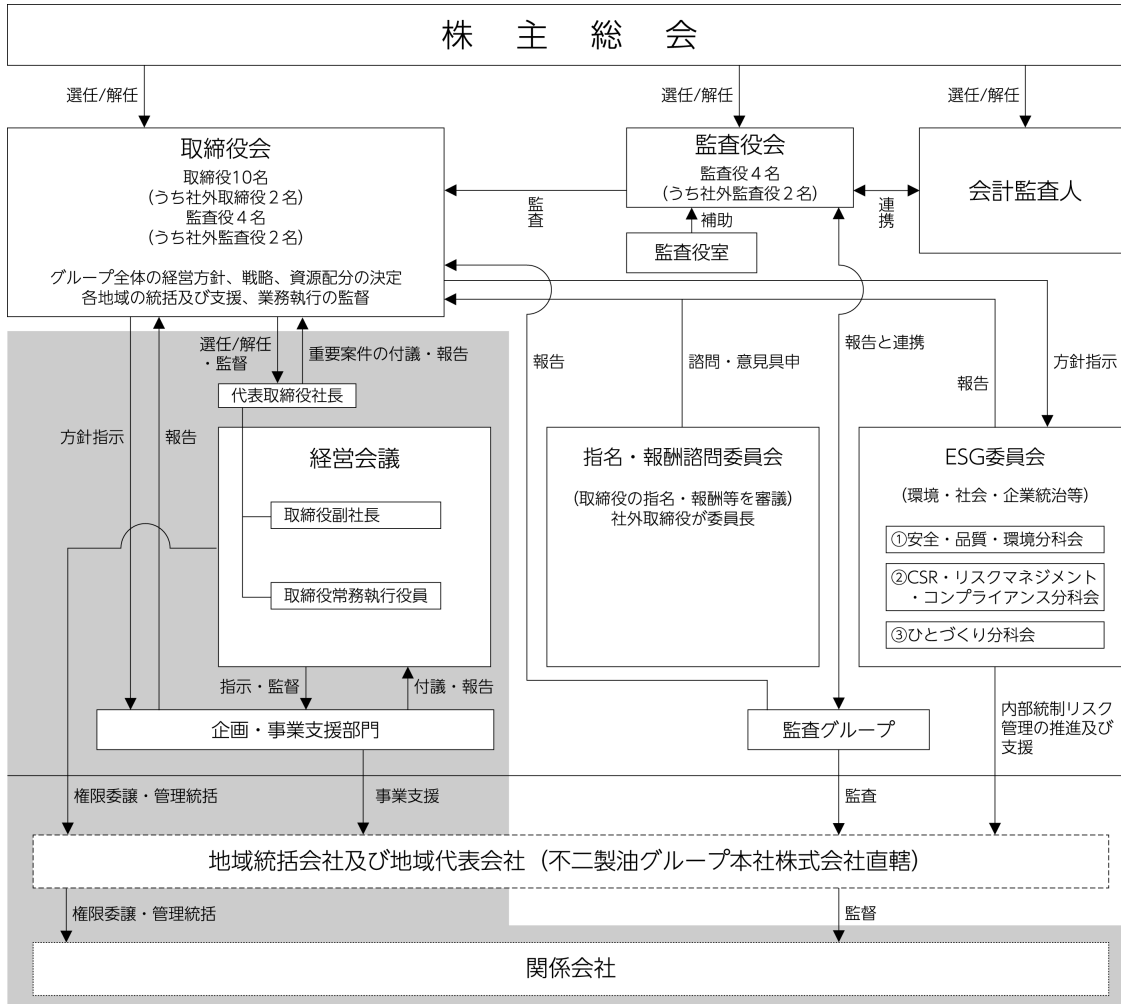 株主総会
選任/解任
選任/解任
選任/解任
取締役会
取締役10名
(うち社外取締役2名)
監査役4名
(うち社外監査役2名)
グループ全体の経営方針、戦略、資源配分の決定
各地域の統括及び支援、業務執行の監督
監査
監査役会
監査役4名
(うち社外監査役2名)
補助
監査役室
連携
会計監査人
選任/解任
・監督
重要案件の付議・報告
代表取締役社長
方針指示
報告
経営会議
取締役副社長
取締役常務執行役員
指示・監督
付議・報告
企画・事業支援部門
報告
諮問・意見具申
報告と連携
報告
方針指示
指名・報酬諮問委員会
(取締役の指名・報酬等を審議)
社外取締役が委員長
ESG委員会
(環境・社会・企業統治等)
①安全・品質・環境分科会
②CSR・リスクマネジメント
・コンプライアンス分科会
③ひとづくり分科会
監査グループ
内部統制リスク
管理の推進及び
支援
権限委譲・管理統括
事業支援
監査
地域統括会社及び地域代表会社(不二製油グループ本社株式会社直轄)
権限委譲・管理統括
監督
関係会社